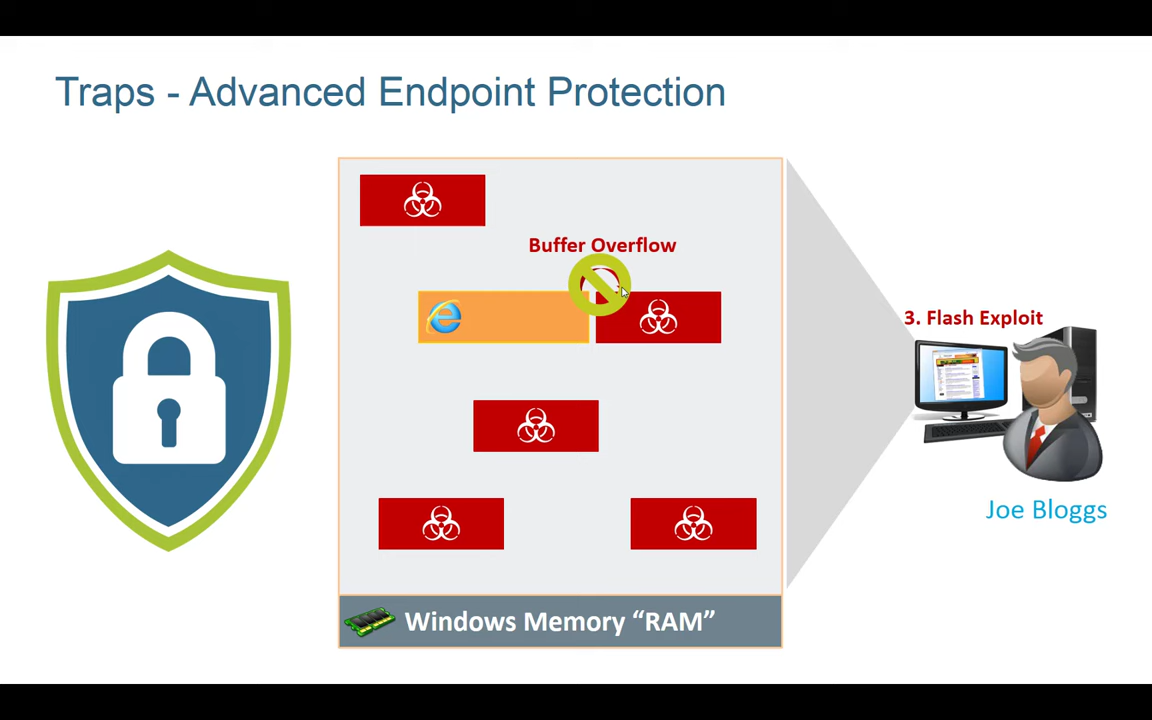 Traps - Advanced Endpoint Protection
Buffer Overflow
3. Flash Exploit
Joe Bloggs
Windows Memory “RAM”